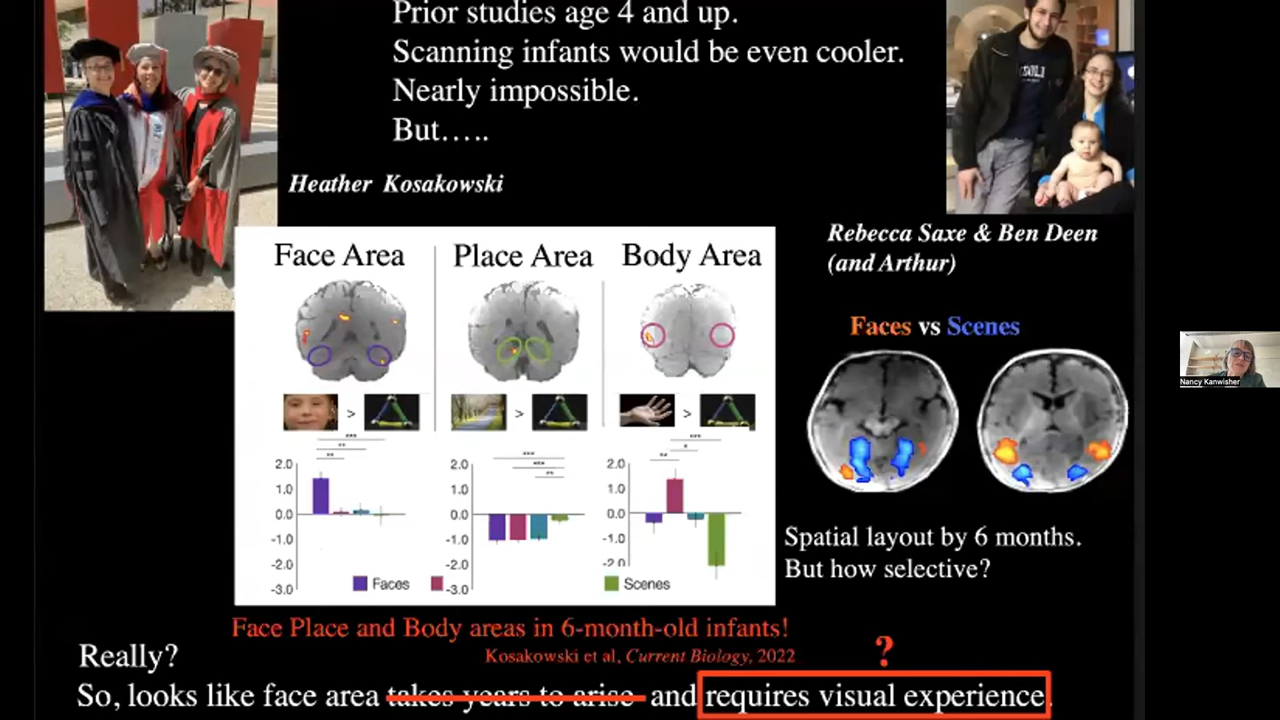 Prior studies age 4 and up.
Scanning infants would be even cooler.
Nearly impossible.
But…..
Heather Kosakowski
Rebecca Saxe & Ben Deen
(and Arthur)
Face Area
Place Area
Body Area
>
>
>
***
**
**
***
***
**
***
*
**
2.0
1.0
0.0
-1.0
-2.0
-3.0
2.0
1.0
0.0
-1.0
-2.0
-3.0
2.0
1.0
0.0
-1.0
Faces
Scenes
Faces vs Scenes
Spatial layout by 6 months.
But how selective?
Nancy Kanwisher
Face Place and Body areas in 6-month-old infants!
Kosakowski et al, Current Biology, 2022
?
Really?
So, looks like face area takes years to arise and requires visual experience.